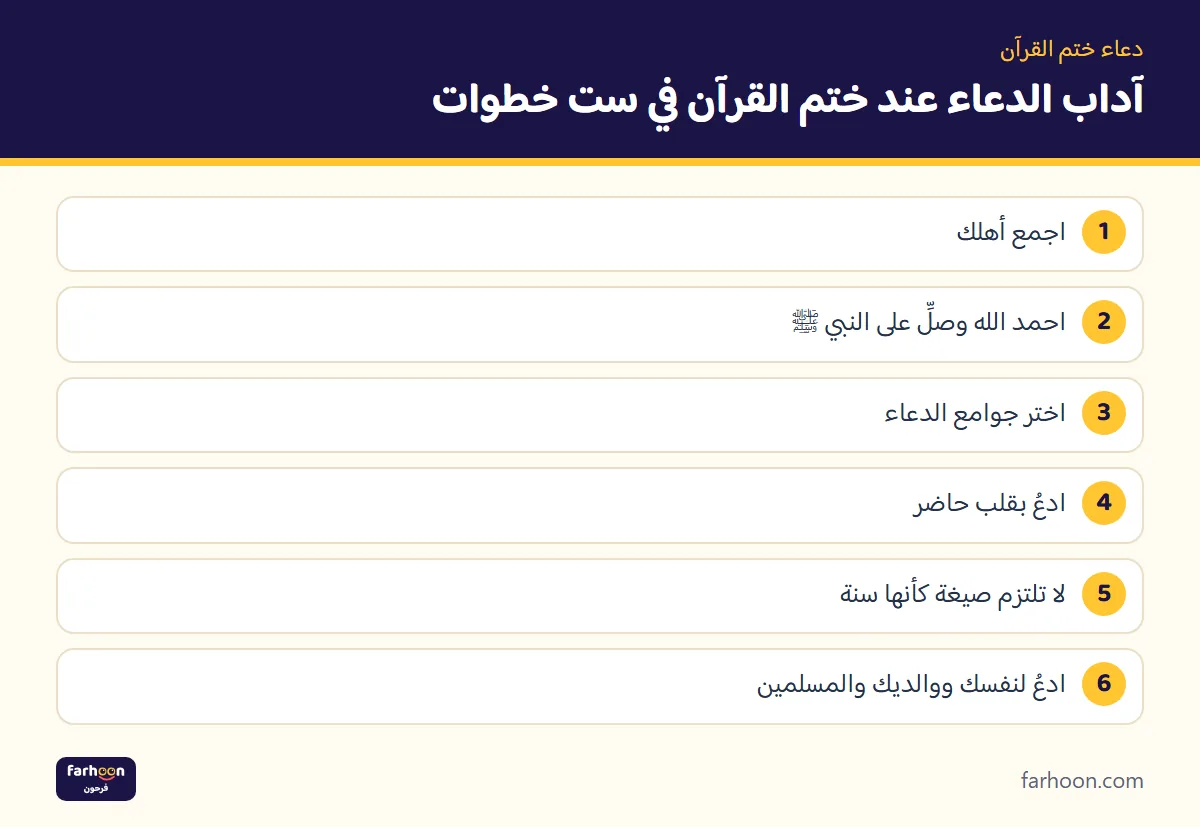 دعاء ختم القرآن
آداب الدعاء عند ختم القرآن في ست خطوات
1 اجمع أهلك
2 احمد الله وصلِّ على النبي ﷺ
3 اختر جوامع الدعاء
4 ادعُ بقلب حاضر
5 لا تلتزم صيغة كأنها سنة
6 ادعُ لنفسك ووالديك والمسلمين
farhoon.com
farhoon
فرحون